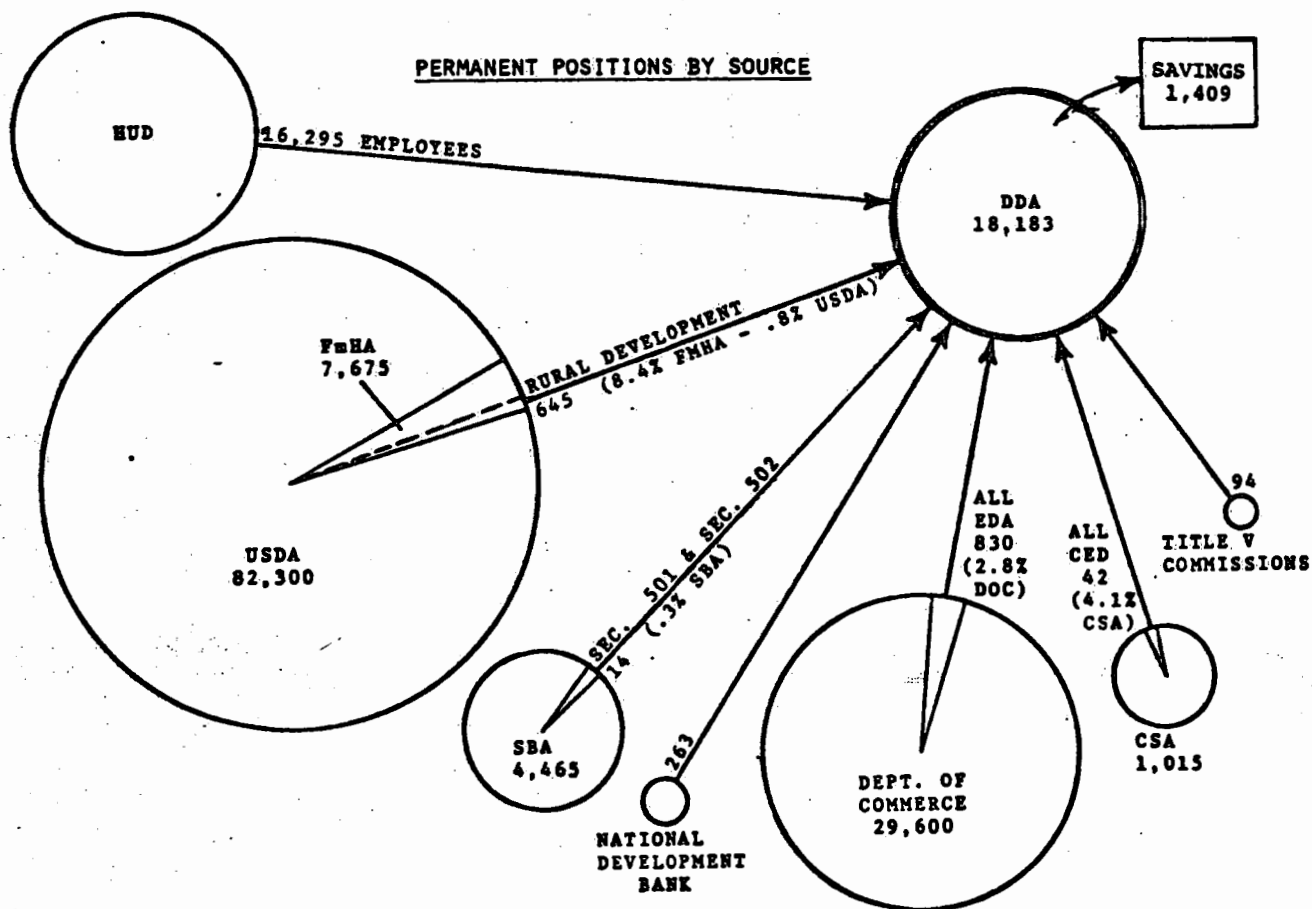 PERMANENT POSITIONS BY SOURCE
SAVINGS
1,409
HUD
16,295 EMPLOYEES
DDA
18,183
FmHA
7,675
RURAL DEVELOPMENT
645 (8.4% FMHA - .8% USDA)
USDA
82,300
SEC. 501 & SEC. 502
14 (.3% SBA)
SBA
4,465
263
NATIONAL
DEVELOPMENT
BANK
ALL
EDA
830
(2.8%
DOC)
DEPT. OF
COMMERCE
29,600
ALL
CED
42
(4.1%
CSA)
CSA
1,015
94
TITLE V
COMMISSIONS